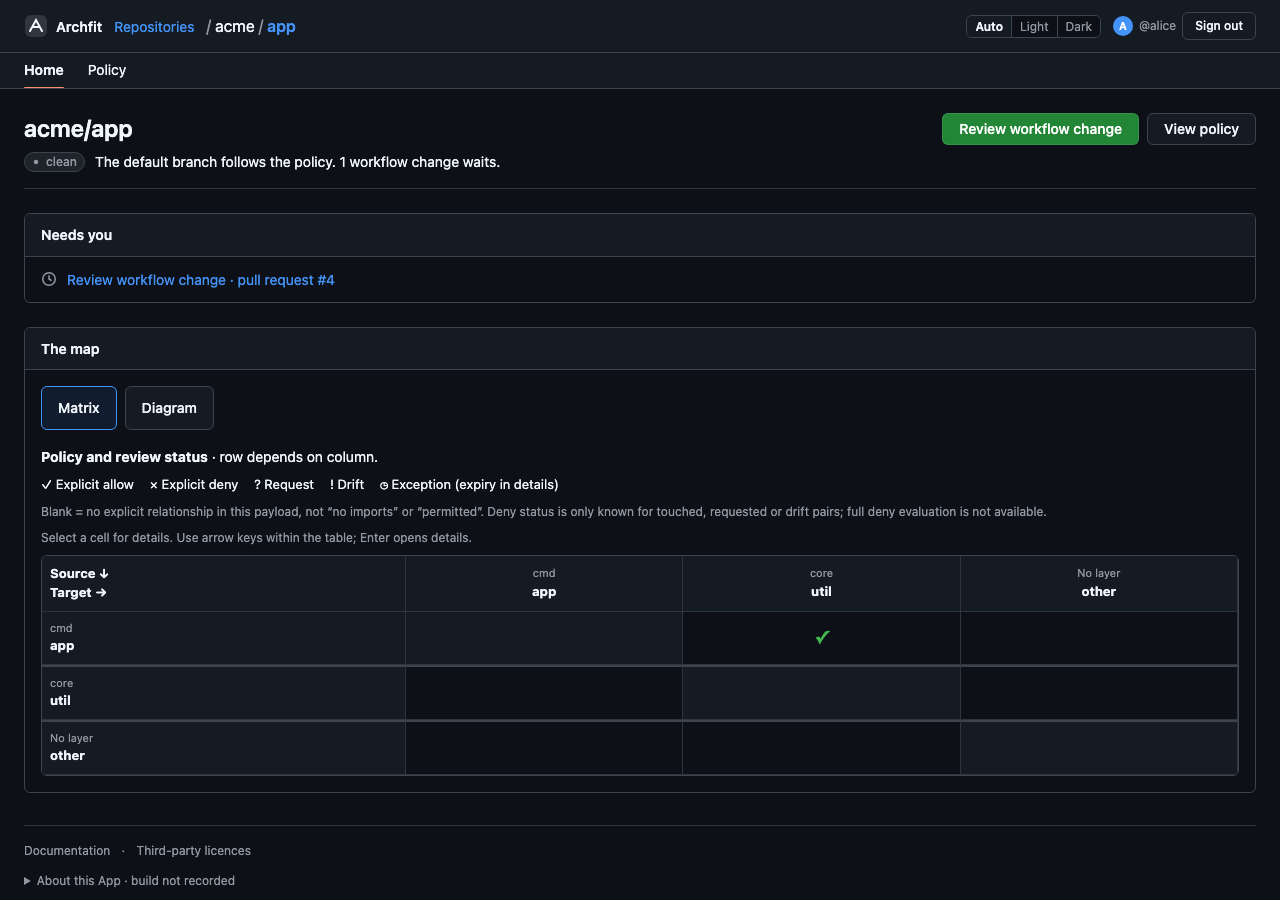 Archfit Repositories / acme / app Auto Light Dark A @alice Sign out
Home Policy
acme/app Review workflow change View policy
clean The default branch follows the policy. 1 workflow change waits.
Needs you
Review workflow change · pull request #4
The map
Matrix Diagram
Policy and review status · row depends on column.
✓ Explicit allow × Explicit deny ? Request ! Drift ◷ Exception (expiry in details)
Blank = no explicit relationship in this payload, not “no imports” or “permitted”. Deny status is only known for touched, requested or drift pairs; full deny evaluation is not available.
Select a cell for details. Use arrow keys within the table; Enter opens details.
Source ↓ cmd core No layer
Target → app util other
cmd
app ✓
core
util
No layer
other
Documentation · Third-party licences
▶ About this App · build not recorded